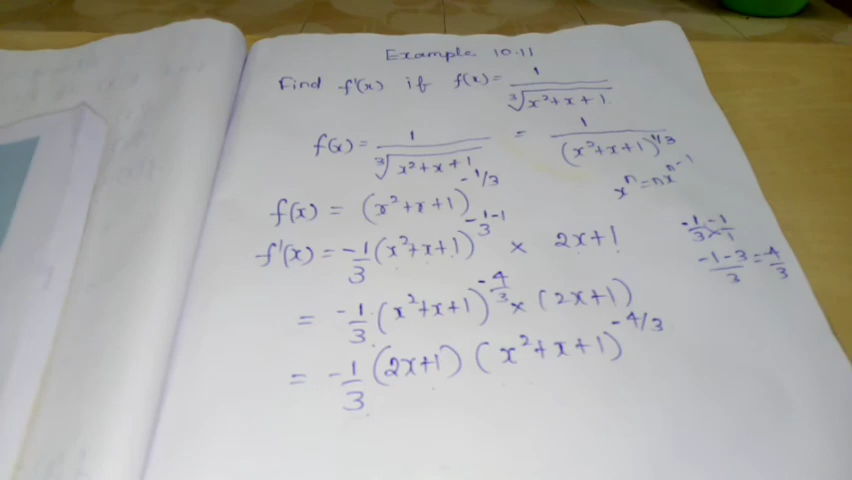 Example 10.11
Find f'(x) if f(x) = 1/∛(x²+x+1)
f(x) = 1/∛(x²+x+1) = 1/(x²+x+1)^1/3
xⁿ = nxⁿ⁻¹
f(x) = (x²+x+1)^-1/3
f'(x) = -1/3 (x²+x+1)^-1/3-1 × 2x+1
-1/3 × -1/1
-1-3/3 = -4/3
= -1/3 (x²+x+1)^-4/3 × (2x+1)
= -1/3 (2x+1) (x²+x+1)^-4/3